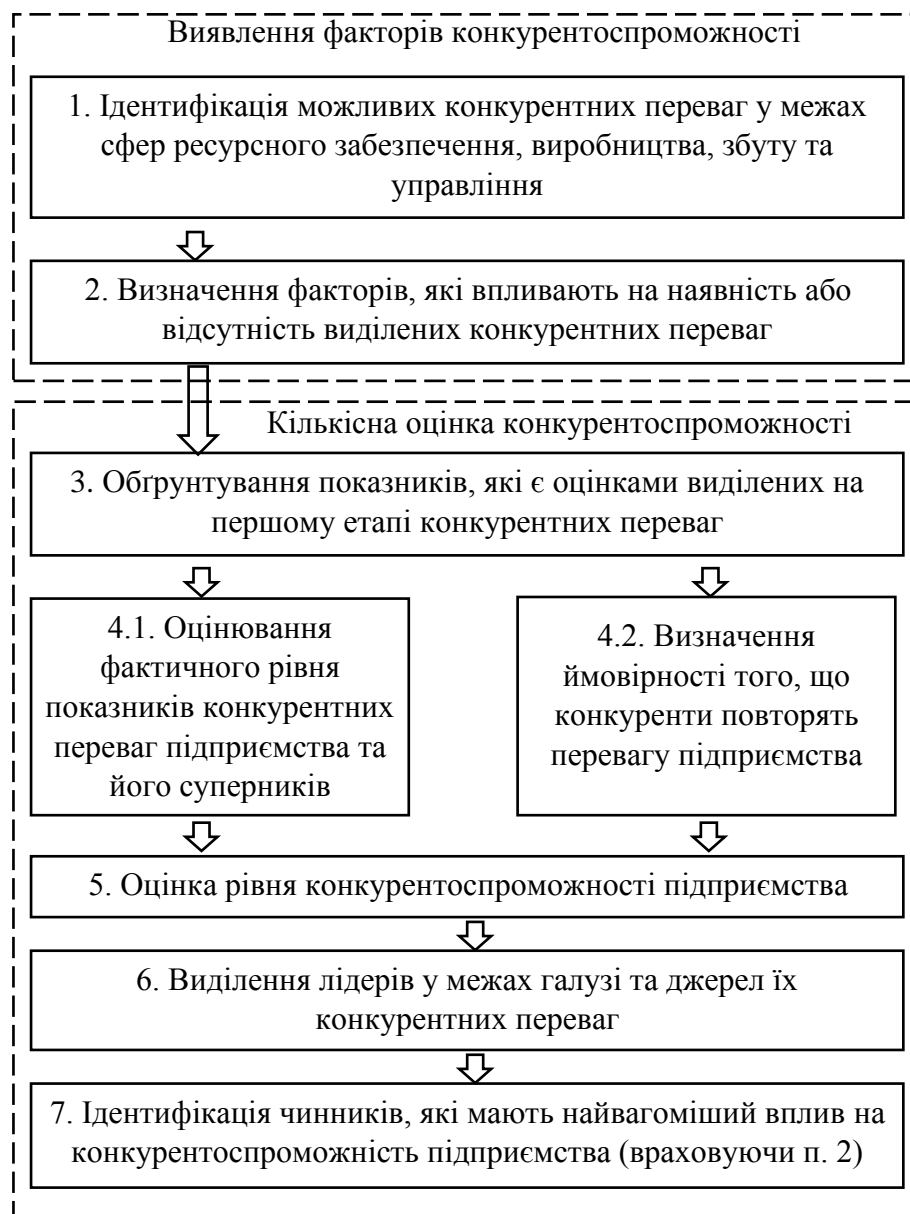 Виявлення факторів конкурентоспроможності
1. Ідентифікація можливих конкурентних переваг у межах
сфер ресурсного забезпечення, виробництва, збуту та
управління
2. Визначення факторів, які впливають на наявність або
відсутність виділених конкурентних переваг
Кількісна оцінка конкурентоспроможності
3. Обґрунтування показників, які є оцінками виділених на
першому етапі конкурентних переваг
4.1. Оцінювання
фактичного рівня
показників конкурентних
переваг підприємства та
його суперників
4.2. Визначення
ймовірності того, що
конкуренти повторять
перевагу підприємства
5. Оцінка рівня конкурентоспроможності підприємства
6. Виділення лідерів у межах галузі та джерел їх
конкурентних переваг
7. Ідентифікація чинників, які мають найвагоміший вплив на
конкурентоспроможність підприємства (враховуючи п. 2)